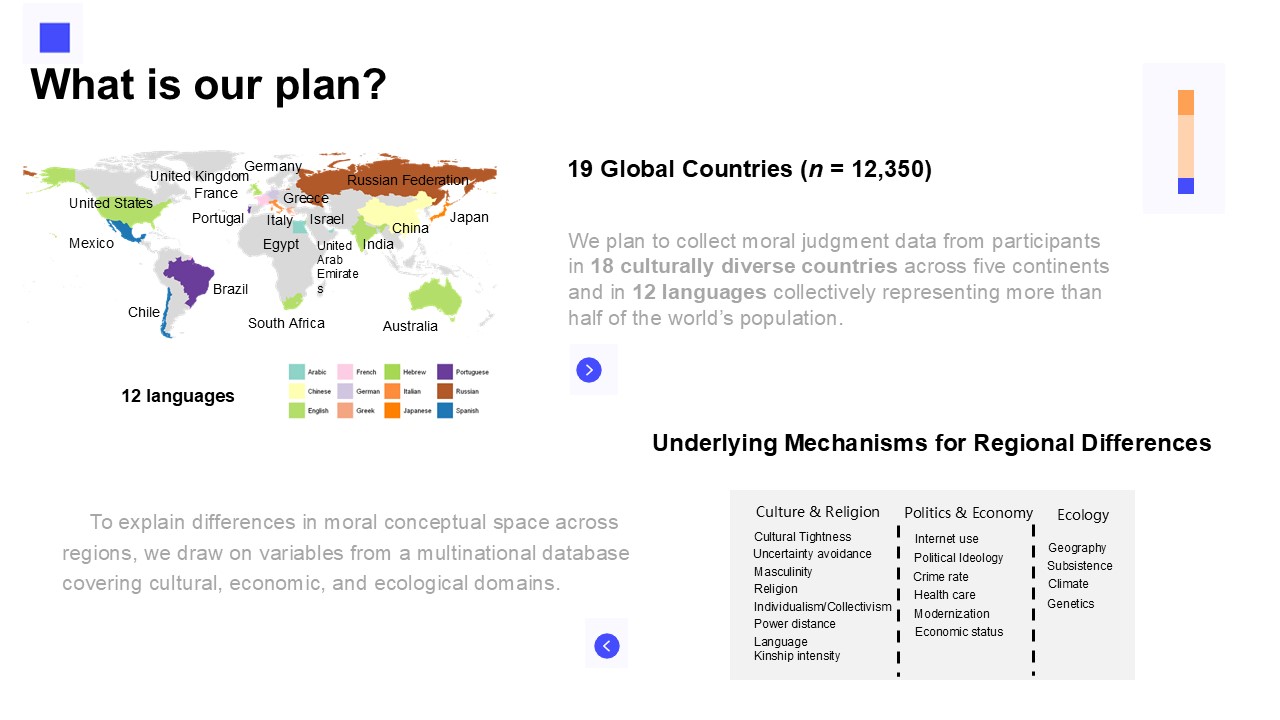 What is our plan?
Germany
United Kingdom
Russian Federation
France
Greece
United States
Portugal
Italy
Israel
Japan
China
Mexico
Egypt
United
Arab
Emirate
s
India
Brazil
Chile
South Africa
Australia
12 languages
Arabic French Hebrew Portuguese
Chinese German Italian Russian
English Greek Japanese Spanish
19 Global Countries (n = 12,350)
We plan to collect moral judgment data from participants
in 18 culturally diverse countries across five continents
and in 12 languages collectively representing more than
half of the world’s population.
To explain differences in moral conceptual space across
regions, we draw on variables from a multinational database
covering cultural, economic, and ecological domains.
Underlying Mechanisms for Regional Differences
Culture & Religion
Cultural Tightness
Uncertainty avoidance
Masculinity
Religion
Individualism/Collectivism
Power distance
Language
Kinship intensity
Politics & Economy
Internet use
Political Ideology
Crime rate
Health care
Modernization
Economic status
Ecology
Geography
Subsistence
Climate
Genetics